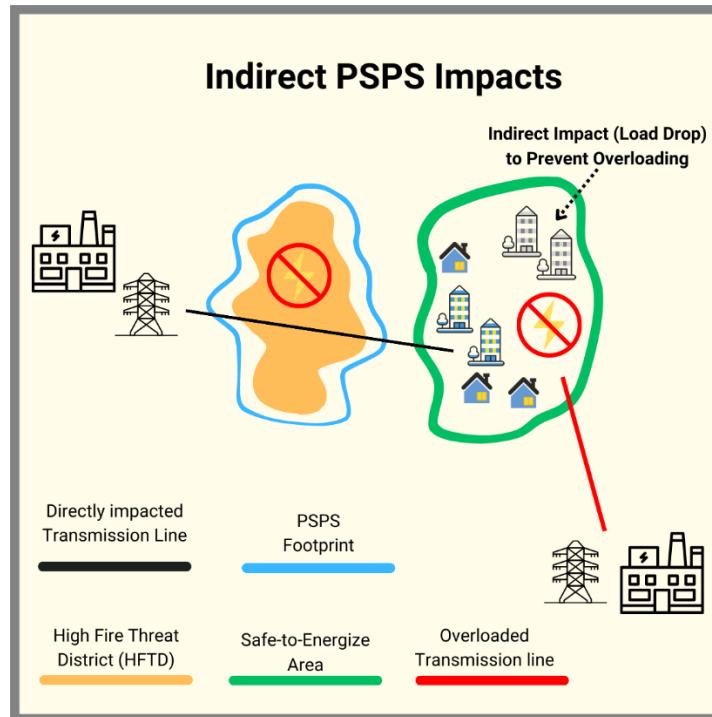 Indirect PSPS Impacts
Indirect Impact (Load Drop)
to Prevent Overloading
Directly impacted
Transmission Line
PSPS
Footprint
High Fire Threat
District (HFTD)
Safe-to-Energize
Area
Overloaded
Transmission line